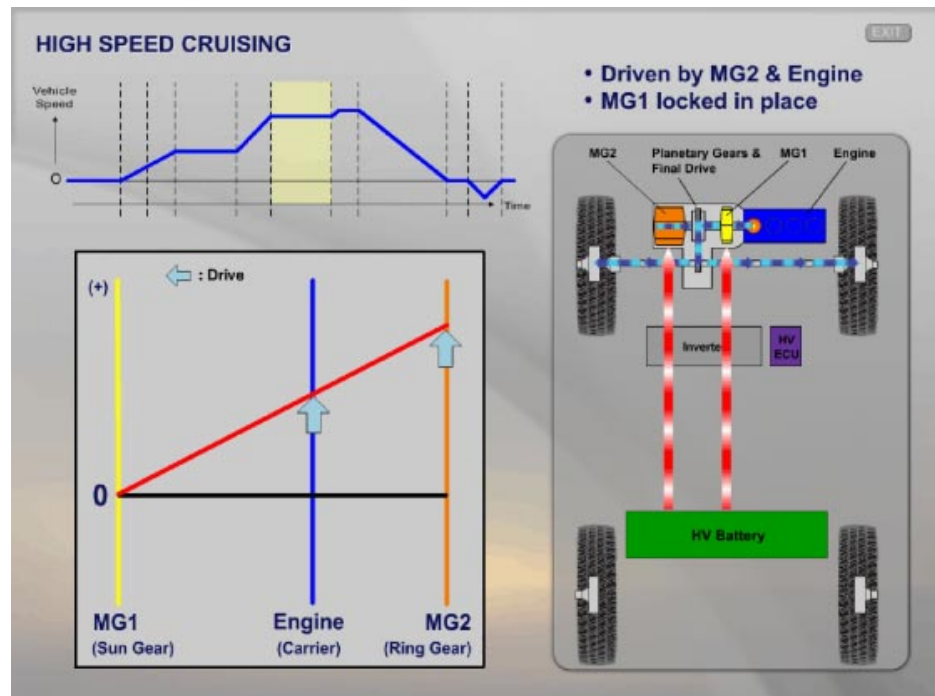 HIGH SPEED CRUISING
EXIT
Vehicle
Speed
O
Time
• Driven by MG2 & Engine
• MG1 locked in place
MG2
Planetary Gears &
Final Drive
MG1
Engine
Inverte
HV
ECU
HV Battery
(+)
: Drive
0
MG1
(Sun Gear)
Engine
(Carrier)
MG2
(Ring Gear)